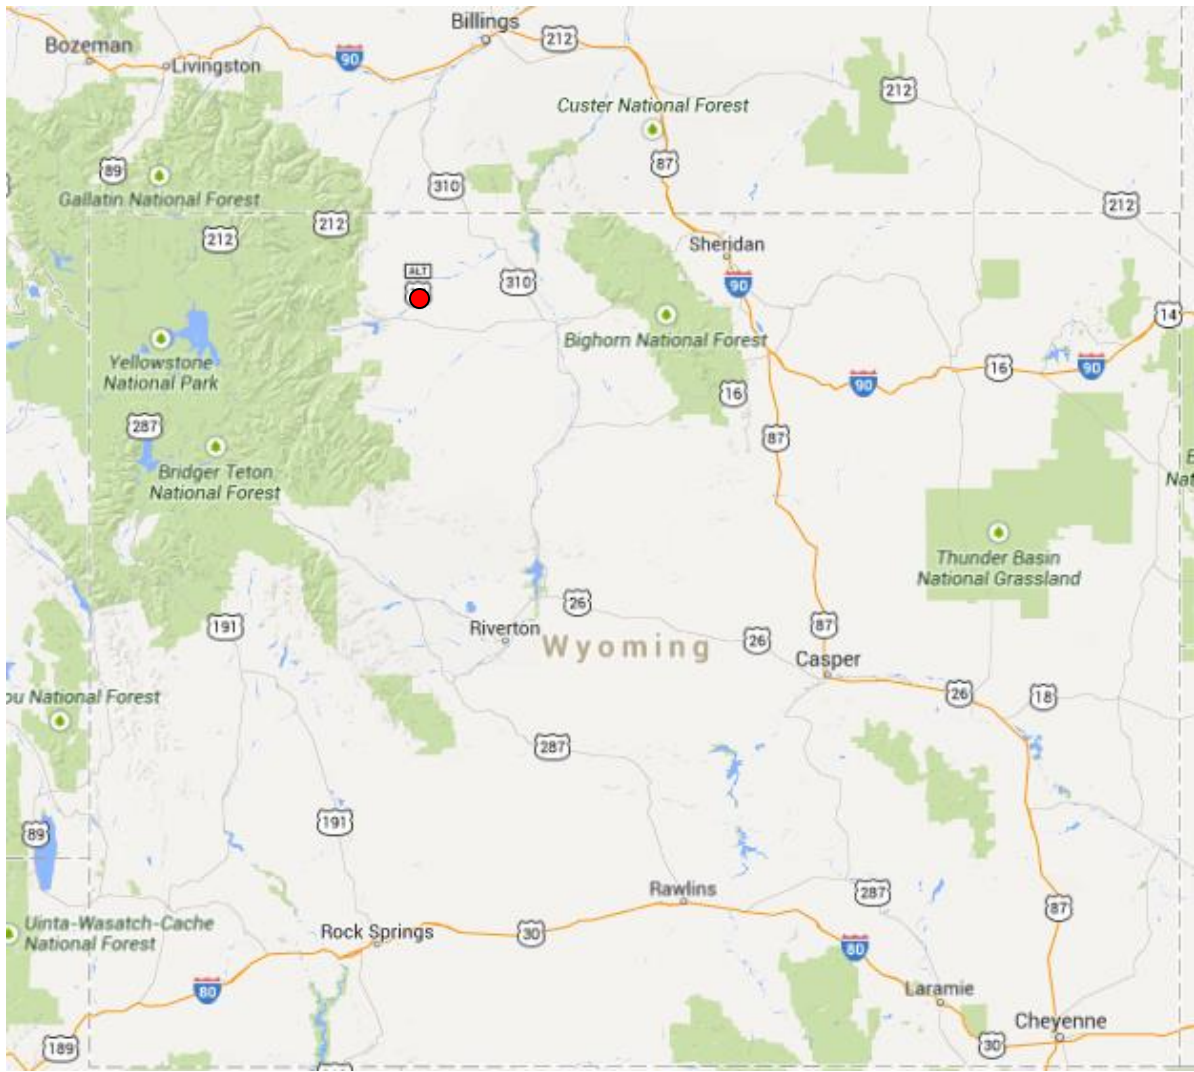 Billings
212
Bozeman
Livingston
90
212
Custer National Forest
87
89
310
Gallatin National Forest
212
212
212
Sheridan
ALT
310
90
14
Bighorn National Forest
Yellowstone
National Park
16
90
90
16
287
87
Bridger Teton
National Forest
Nat
Thunder Basin
National Grassland
26
191
Riverton
Wyoming
26
87
Casper
ou National Forest
26
18
287
191
89
Rawlins
287
Uinta-Wasatch-Cache
National Forest
Rock Springs
30
87
80
80
Laramie
Cheyenne
189
30